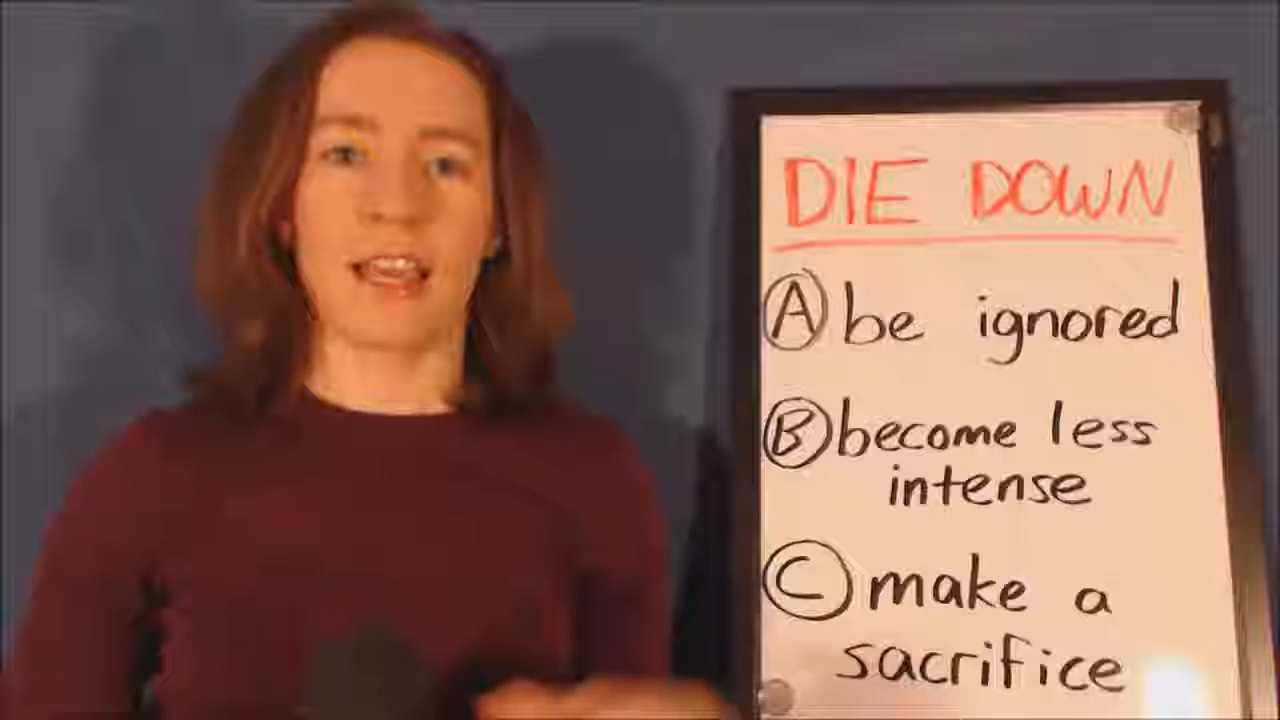 DIE DOWN
A be ignored
B become less
intense
C make a
sacrifice